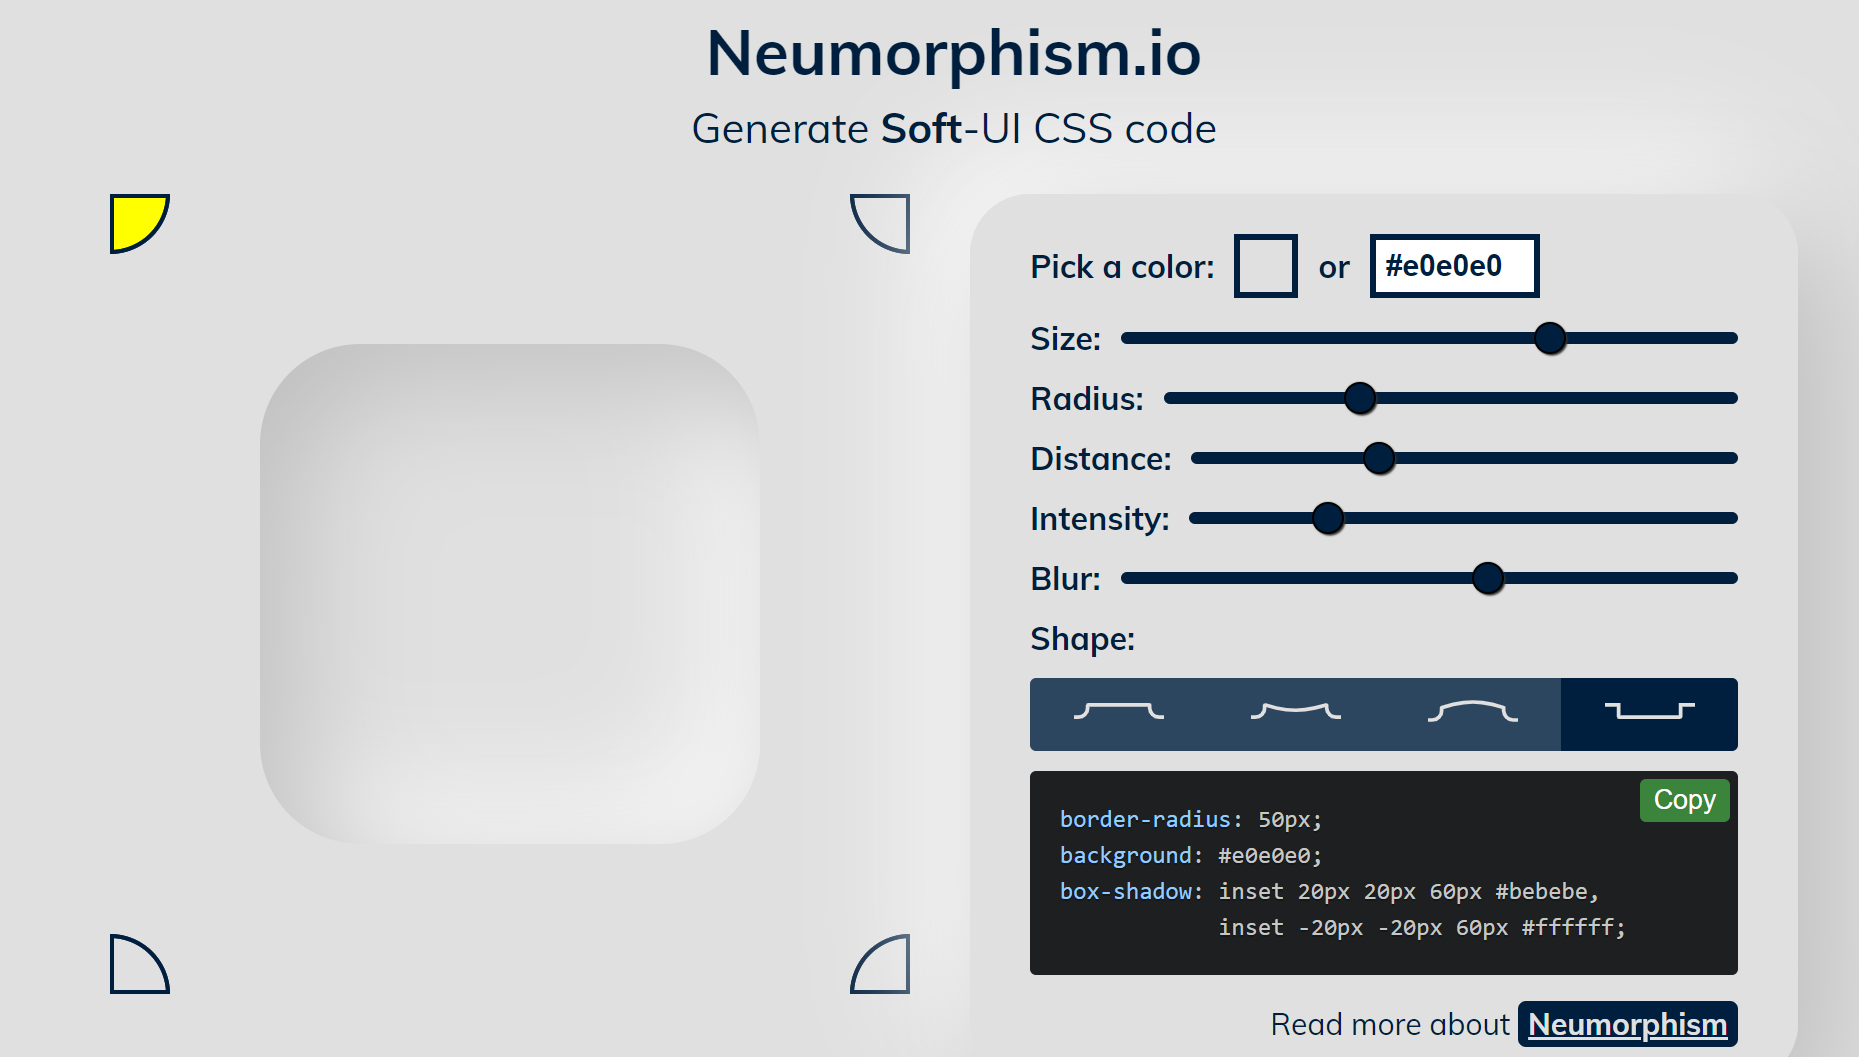 Neumorphism.io
Generate Soft-UI CSS code
Pick a color: or #e0e0e0
Size:
Radius:
Distance:
Intensity:
Blur:
Shape:
Copy
border-radius: 50px;
background: #e0e0e0;
box-shadow: inset 20px 20px 60px #bebebe,
inset -20px -20px 60px #ffffff;
Read more about Neumorphism